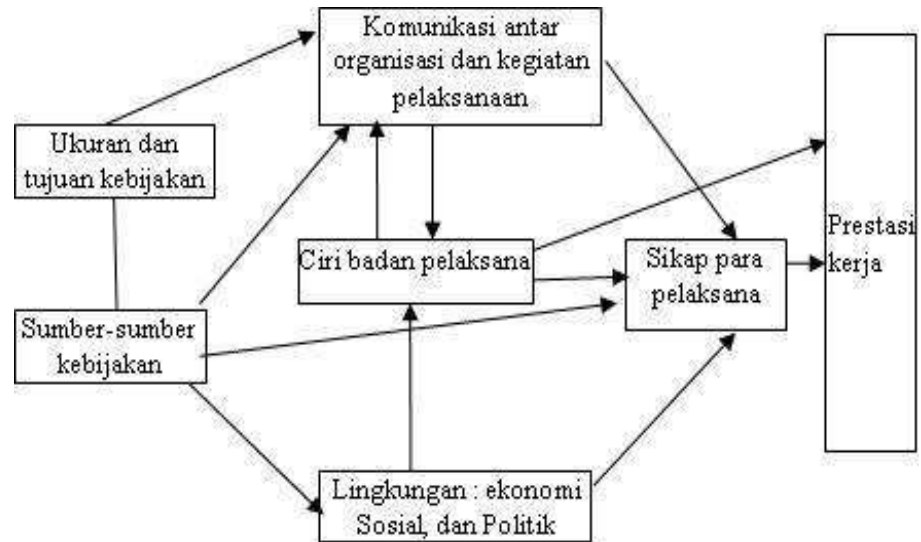 Komunikasi antar
organisasi dan kegiatan
pelaksanaan
Ukuran dan
tujuan kebijakan
Ciri badan pelaksana
Sikap para
pelaksana
Prestasi
kerja
Sumber-sumber
kebijakan
Lingkungan : ekonomi
Sosial, dan Politik